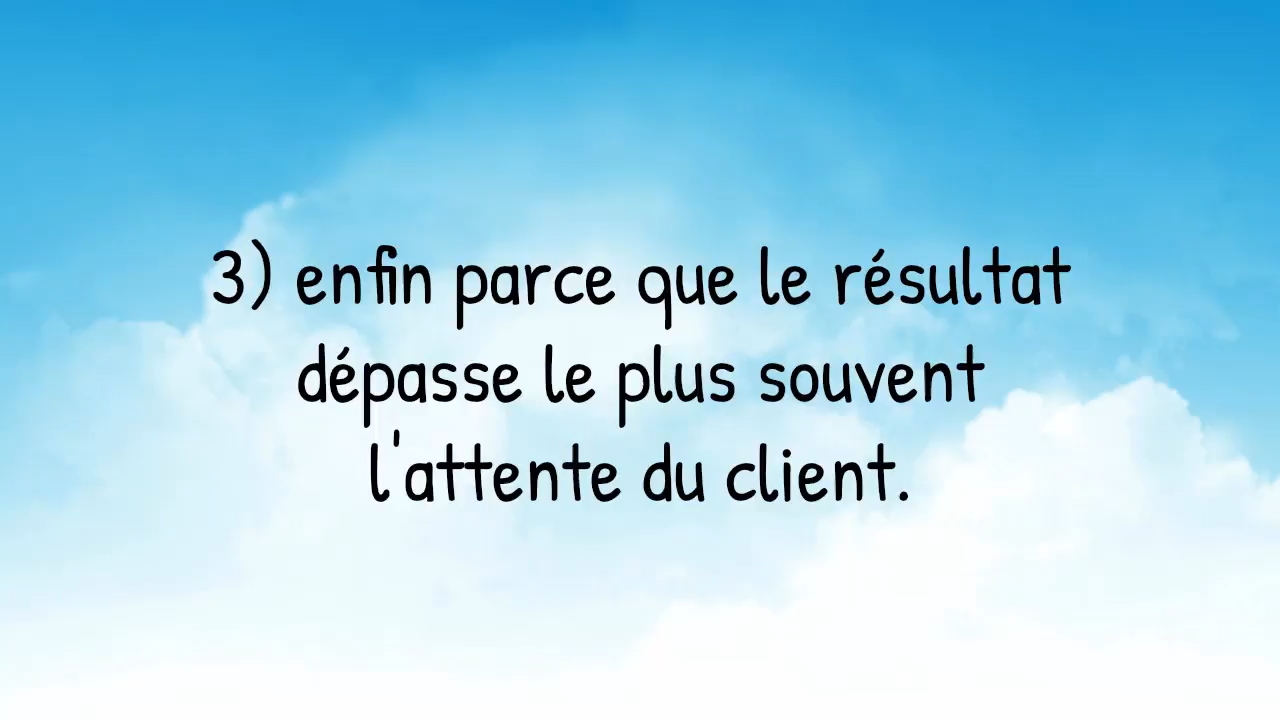 3) enfin parce que le résultat
dépasse le plus souvent
l'attente du client.